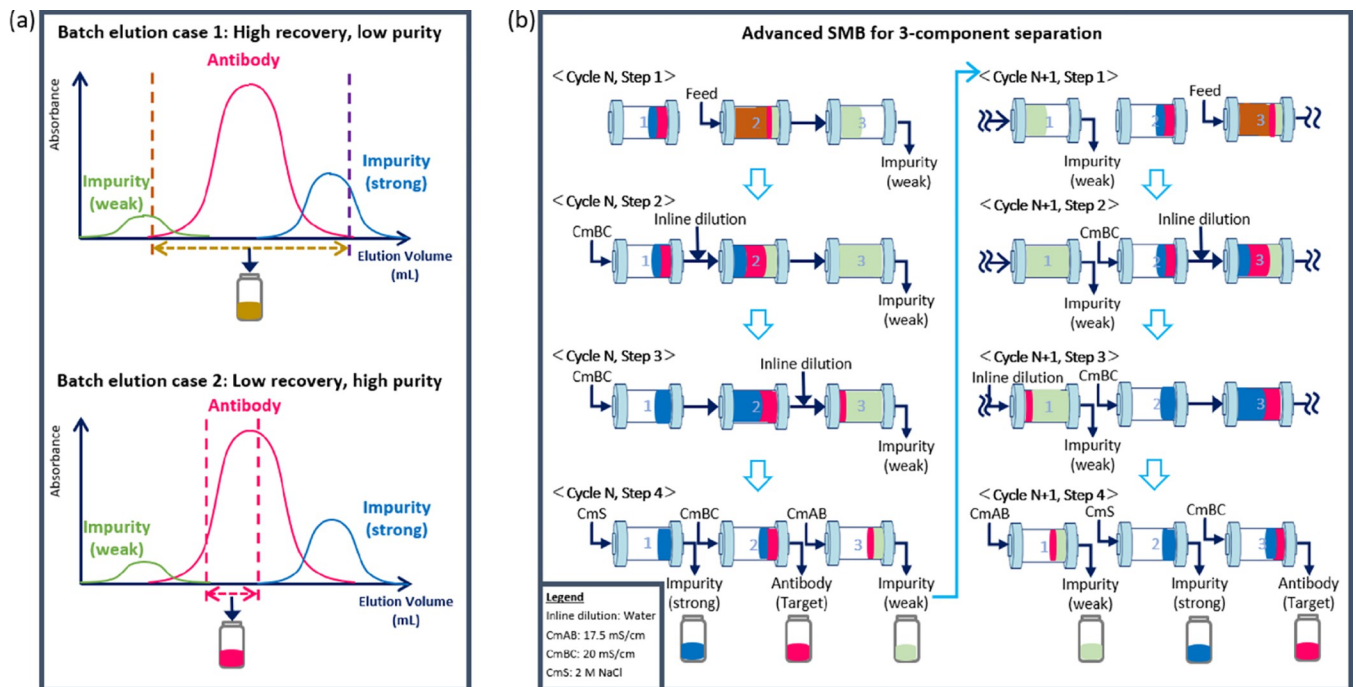 (a)
Batch elution case 1: High recovery, low purity
Antibody
Absorbance
Impurity
(weak)
Impurity
(strong)
Elution Volume
(mL)
Batch elution case 2: Low recovery, high purity
Antibody
Absorbance
Impurity
(weak)
Impurity
(strong)
Elution Volume
(mL)
(b)
Advanced SMB for 3-component separation
<Cycle N, Step 1>
Feed
1
2
3
Impurity
(weak)
<Cycle N, Step 2>
CmBC
Inline dilution
1
2
3
Impurity
(weak)
<Cycle N, Step 3>
CmBC
Inline dilution
1
2
3
Impurity
(weak)
<Cycle N, Step 4>
CmS
CmBC
CmAB
1
2
3
Impurity
(strong)
Antibody
(Target)
Impurity
(weak)
Legend
Inline dilution: Water
CmAB: 17.5 mS/cm
CmBC: 20 mS/cm
CmS: 2 M NaCl
<Cycle N+1, Step 1>
Feed
1
2
3
Impurity
(weak)
<Cycle N+1, Step 2>
CmBC
Inline dilution
1
2
3
Impurity
(weak)
<Cycle N+1, Step 3>
Inline dilution
CmBC
1
2
3
Impurity
(weak)
<Cycle N+1, Step 4>
CmAB
CmS
CmBC
1
2
3
Impurity
(weak)
Impurity
(strong)
Antibody
(Target)